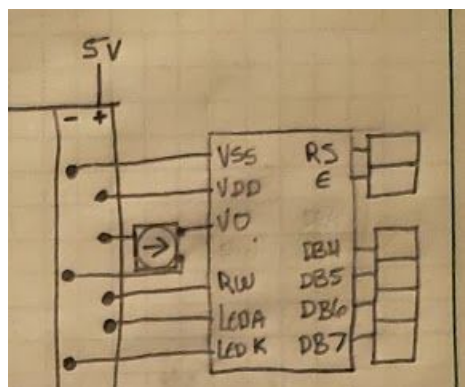 5V
- +
VSS RS
VDD E
VO
DB4
DB5
RW DB6
LEDA DB7
LED K